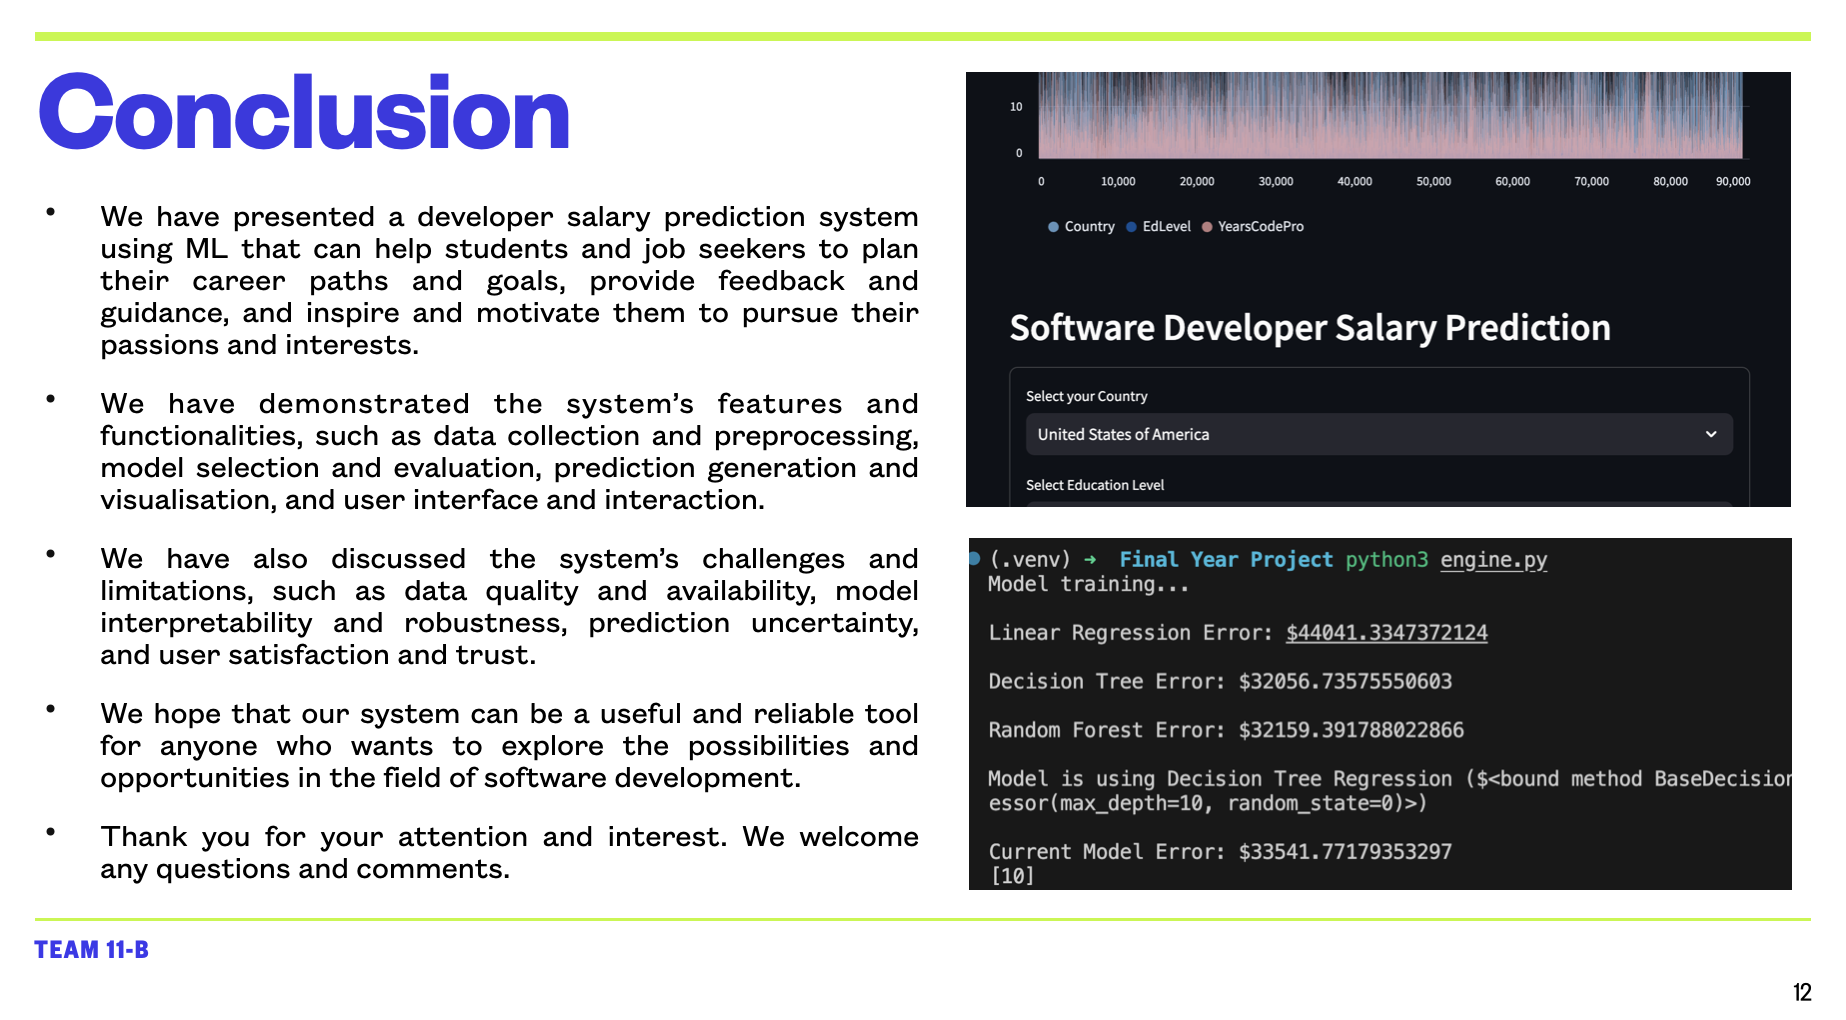 Conclusion
• We have presented a developer salary prediction system
using ML that can help students and job seekers to plan
their career paths and goals, provide feedback and
guidance, and inspire and motivate them to pursue their
passions and interests.
• We have demonstrated the system’s features and
functionalities, such as data collection and preprocessing,
model selection and evaluation, prediction generation and
visualisation, and user interface and interaction.
• We have also discussed the system’s challenges and
limitations, such as data quality and availability, model
interpretability and robustness, prediction uncertainty,
and user satisfaction and trust.
• We hope that our system can be a useful and reliable tool
for anyone who wants to explore the possibilities and
opportunities in the field of software development.
• Thank you for your attention and interest. We welcome
any questions and comments.
10
0
0 10,000 20,000 30,000 40,000 50,000 60,000 70,000 80,000 90,000
Country EdLevel YearsCodePro
Software Developer Salary Prediction
Select your Country
United States of America
Select Education Level
(.venv) → Final Year Project python3 engine.py
Model training...
Linear Regression Error: $44041.3347372124
Decision Tree Error: $32056.73575550603
Random Forest Error: $32159.391788022866
Model is using Decision Tree Regression ($<bound method BaseDecision
essor(max_depth=10, random_state=0)>)
Current Model Error: $33541.77179353297
[10]
TEAM 11-B
12